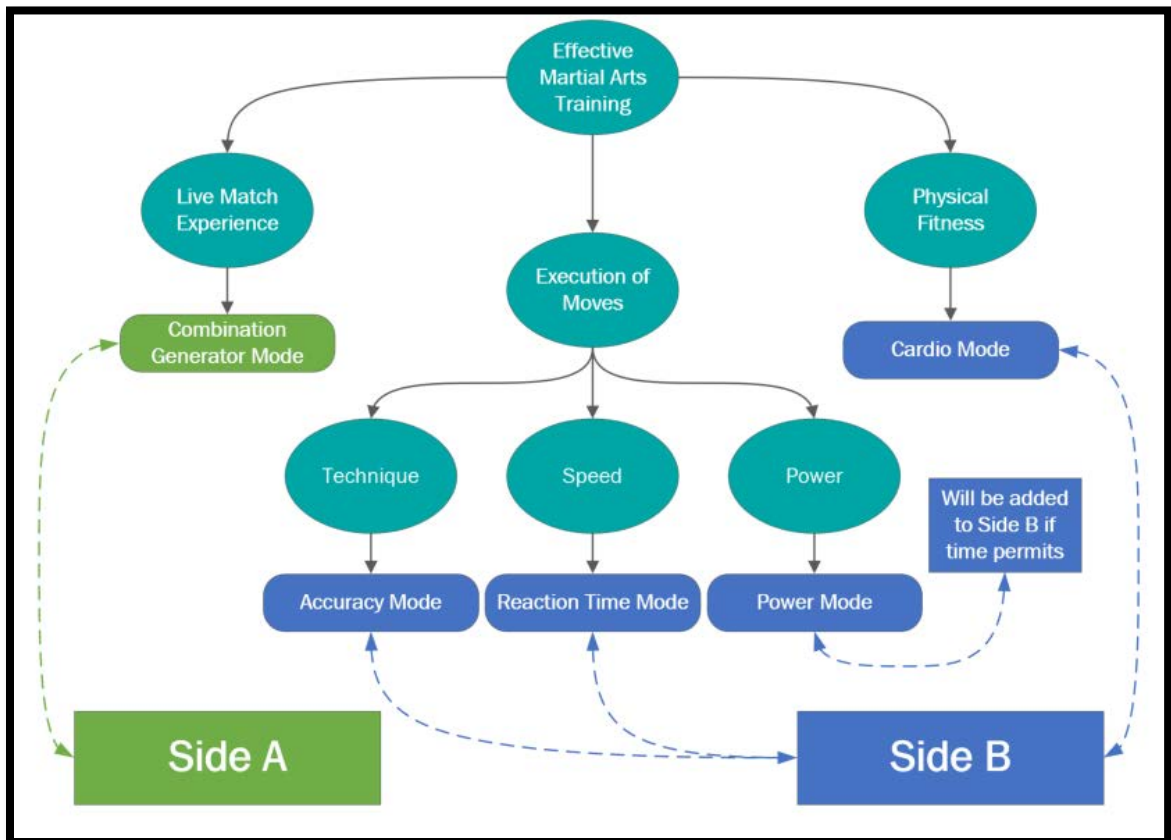 Effective
Martial Arts
Training
Live Match
Experience
Physical
Fitness
Execution of
Moves
Combination
Generator Mode
Cardio Mode
Technique
Speed
Power
Will be added
to Side B if
time permits
Accuracy Mode
Reaction Time Mode
Power Mode
Side A
Side B